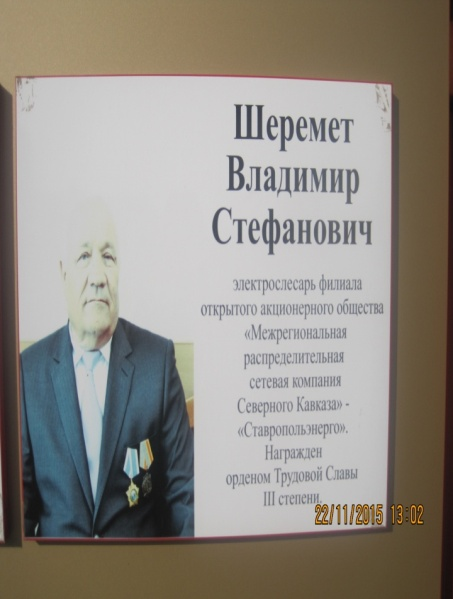 Шеремет
Владимир
Стефанович
электрослесарь филиала
открытого акционерного общества
«Межрегиональная
распределительная
сетевая компания
Северного Кавказа» -
«Ставропольэнерго».
Награжден
орденом Трудовой Славы
III степени.
22/11/2015 13:02